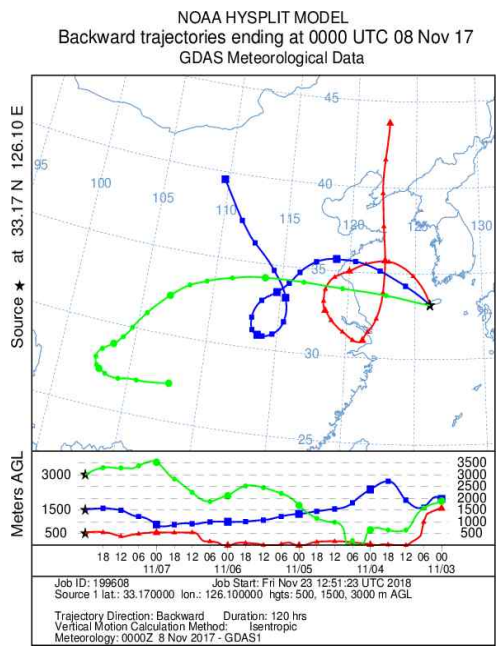 NOAA HYSPLIT MODEL
Backward trajectories ending at 0000 UTC 08 Nov 17
GDAS Meteorological Data
Source ★ at 33.17 N 126.10 E
45
95
100
105
110
115
40
130
35
30
25
Meters AGL
3000
1500
500
3500
3000
2500
2000
1500
1000
500
18 12 06 00 18 12 06 00 18 12 06 00 18 12 06 00 18 12 06 00
11/07 11/06 11/05 11/04 11/03
Job ID: 199608 Job Start: Fri Nov 23 12:51:23 UTC 2018
Source 1 lat.: 33.170000 lon.: 126.100000 hgts: 500, 1500, 3000 m AGL
Trajectory Direction: Backward Duration: 120 hrs
Vertical Motion Calculation Method: Isentropic
Meteorology: 0000Z 8 Nov 2017 - GDAS1